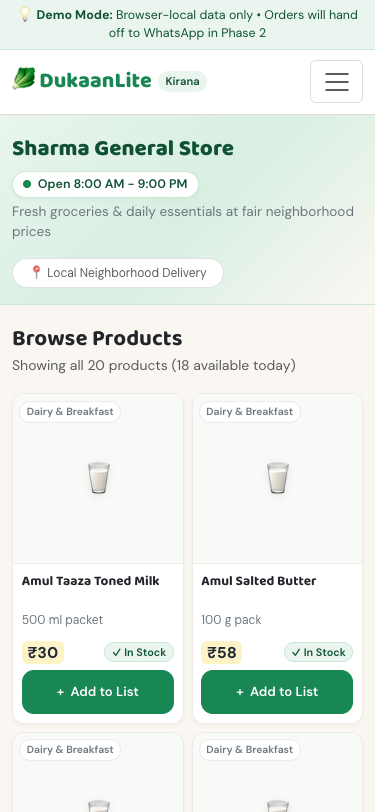 💡 Demo Mode: Browser-local data only • Orders will hand
off to WhatsApp in Phase 2
DukaanLite Kirana
Sharma General Store
Open 8:00 AM – 9:00 PM
Fresh groceries & daily essentials at fair neighborhood
prices
📍 Local Neighborhood Delivery
Browse Products
Showing all 20 products (18 available today)
Dairy & Breakfast
Amul Taaza Toned Milk
500 ml packet
₹30 ✓ In Stock
+ Add to List
Dairy & Breakfast
Amul Salted Butter
100 g pack
₹58 ✓ In Stock
+ Add to List
Dairy & Breakfast
Dairy & Breakfast